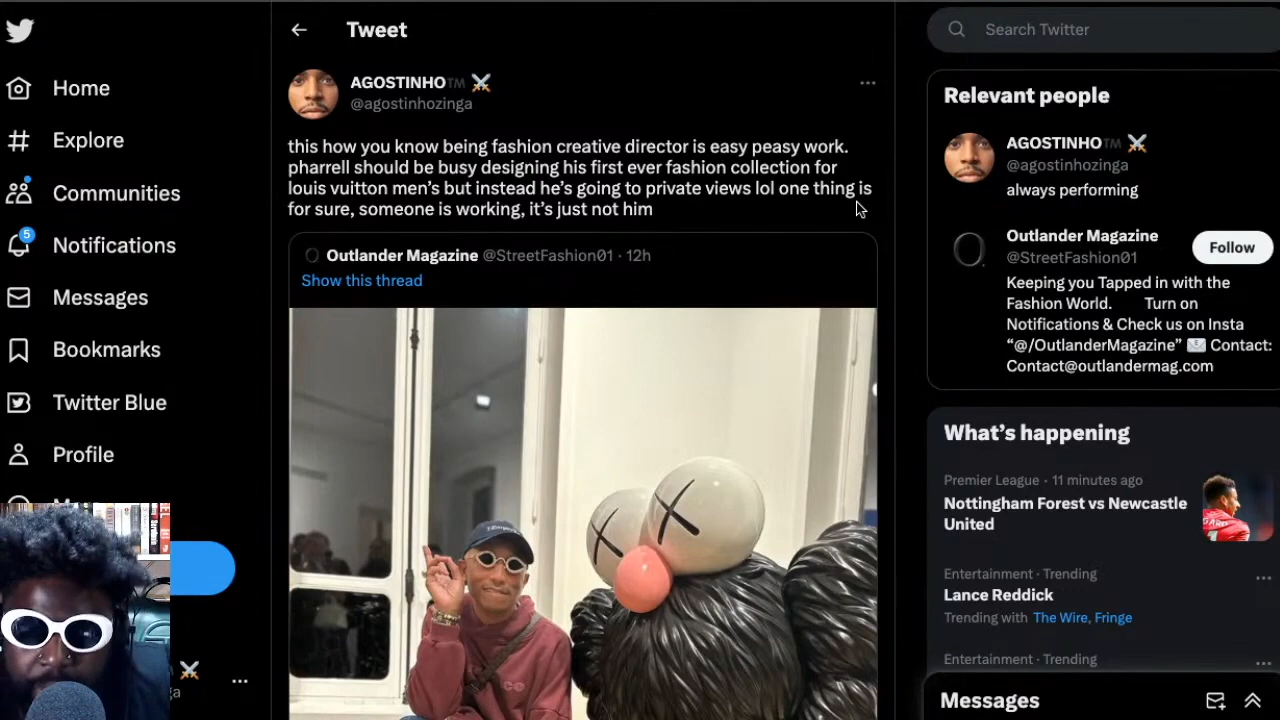 Home
Explore
Communities
5
Notifications
Messages
Bookmarks
Twitter Blue
Profile
Tweet
AGOSTINHO™ ⚔
@agostinhozinga
this how you know being fashion creative director is easy peasy work.
pharrell should be busy designing his first ever fashion collection for
louis vuitton men’s but instead he’s going to private views lol one thing is
for sure, someone is working, it’s just not him
Outlander Magazine @StreetFashion01 · 12h
Show this thread
Search Twitter
Relevant people
AGOSTINHO™ ⚔
@agostinhozinga
always performing
Outlander Magazine
@StreetFashion01
Follow
Keeping you Tapped in with the
Fashion World. Turn on
Notifications & Check us on Insta
“@/OutlanderMagazine” 📧 Contact:
Contact@outlandermag.com
What’s happening
Premier League · 11 minutes ago
Nottingham Forest vs Newcastle
United
Entertainment · Trending
Lance Reddick
Trending with The Wire, Fringe
Entertainment · Trending
Messages